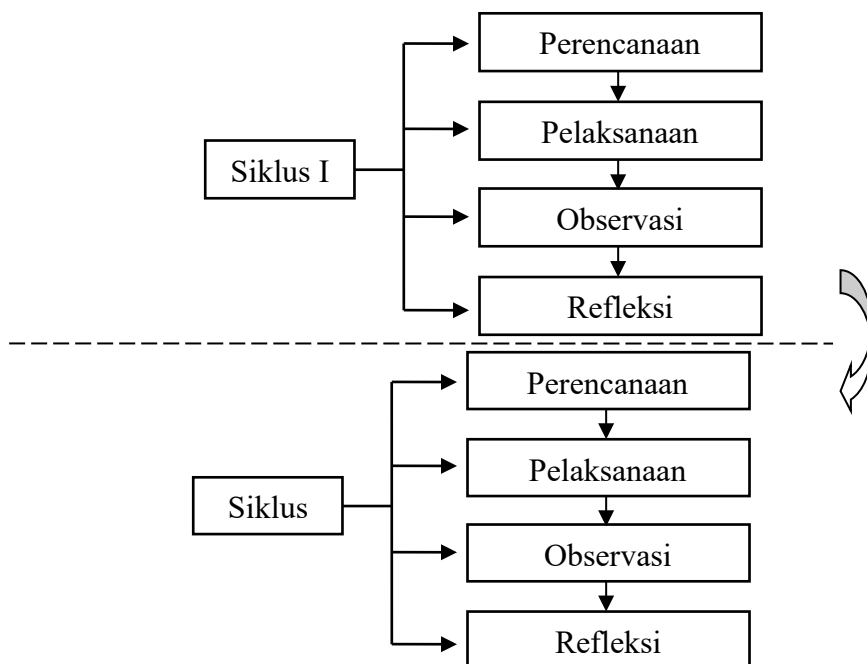 Perencanaan
Pelaksanaan
Siklus I
Observasi
Refleksi
Perencanaan
Pelaksanaan
Siklus
Observasi
Refleksi